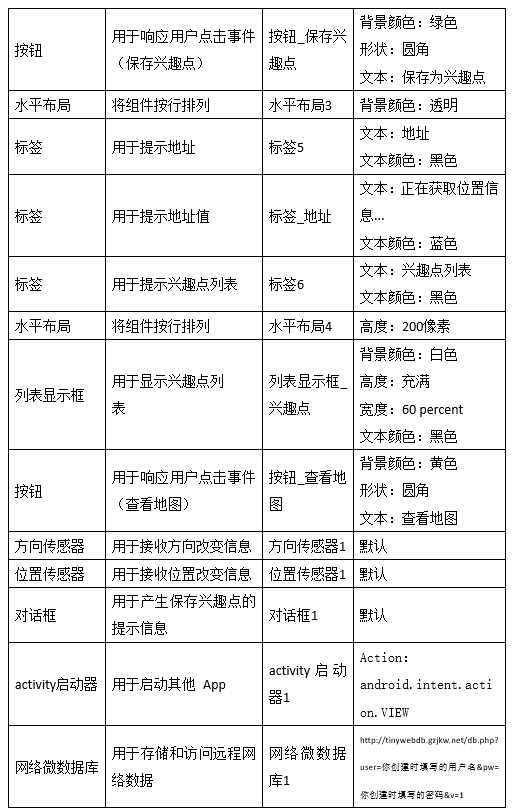 按钮
用于响应用户点击事件
（保存兴趣点）
按钮_保存兴
趣点
背景颜色：绿色
形状：圆角
文本：保存为兴趣点
水平布局
将组件按行排列
水平布局3
背景颜色：透明
标签
用于提示地址
标签5
文本：地址
文本颜色：黑色
标签
用于提示地址值
标签_地址
文本：正在获取位置信
息...
文本颜色：蓝色
标签
用于提示兴趣点列表
标签6
文本：兴趣点列表
文本颜色：黑色
水平布局
将组件按行排列
水平布局4
高度：200像素
列表显示框
用于显示兴趣点列
表
列表显示框_
兴趣点
背景颜色：白色
高度：充满
宽度：60 percent
文本颜色：黑色
按钮
用于响应用户点击事件
（查看地图）
按钮_查看地
图
背景颜色：黄色
形状：圆角
文本：查看地图
方向传感器
用于接收方向改变信息
方向传感器1
默认
位置传感器
用于接收位置改变信息
位置传感器1
默认
对话框
用于产生保存兴趣点的
提示信息
对话框1
默认
activity启动器
用于启动其他 App
activity 启 动
器1
Action:
android.intent.acti
on.VIEW
网络微数据库
用于存储和访问远程网
络数据
网络微数据
库1
http://tinywebdb.gzjkw.net/db.php?
user=你创建时填写的用户名&pw=
你创建时填写的密码&v=1